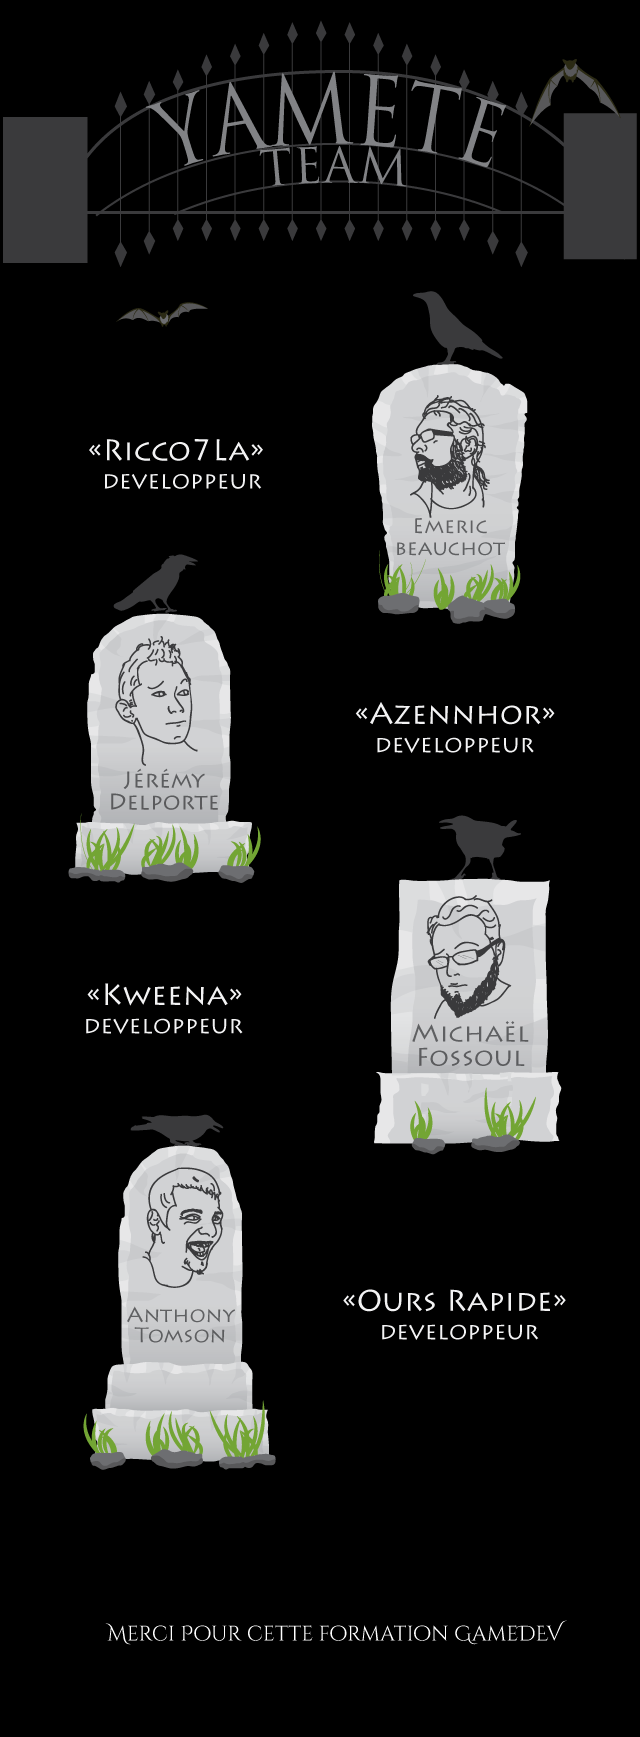 YAMETE
TEAM
«Ricco7La»
DEVELOPPEUR
EMERIC
BEAUCHOT
JÉRÉMY
DELPORTE
«AZENNHOR»
DEVELOPPEUR
«KWEENA»
DEVELOPPEUR
MICHAËL
FOSSOUL
ANTHONY
TOMSON
«OURS RAPIDE»
DEVELOPPEUR
MERCI POUR CETTE FORMATION GAMEDEV